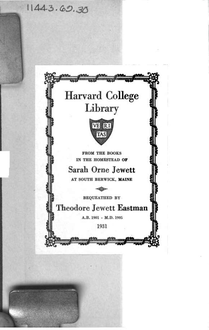 11443.69.30
Harvard College
Library
VE RI
TAS
FROM THE BOOKS
IN THE HOMESTEAD OF
Sarah Orne Jewett
AT SOUTH BERWICK, MAINE
BEQUEATHED BY
Theodore Jewett Eastman
A.B. 1901 - M.D. 1905
1931